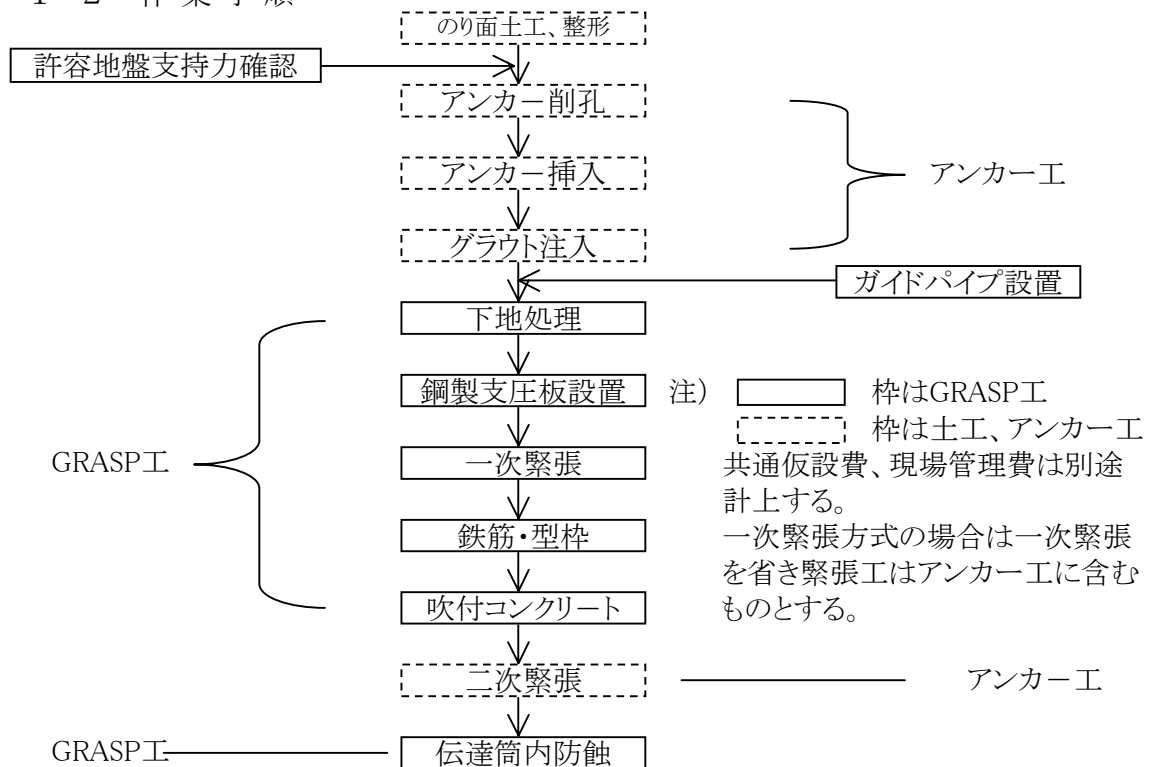 1－2 作 業 手 順
のり面土工、整形
許容地盤支持力確認
アンカー削孔
アンカー挿入
アンカー工
グラウト注入
ガイドパイプ設置
下地処理
鋼製支圧板設置
注） 枠はGRASP工
枠は土工、アンカー工
共通仮設費、現場管理費は別途
計上する。
一次緊張方式の場合は一次緊張
を省き緊張工はアンカー工に含む
ものとする。
GRASP工
一次緊張
鉄筋・型枠
吹付コンクリート
二次緊張
アンカー工
GRASP工
伝達筒内防蝕